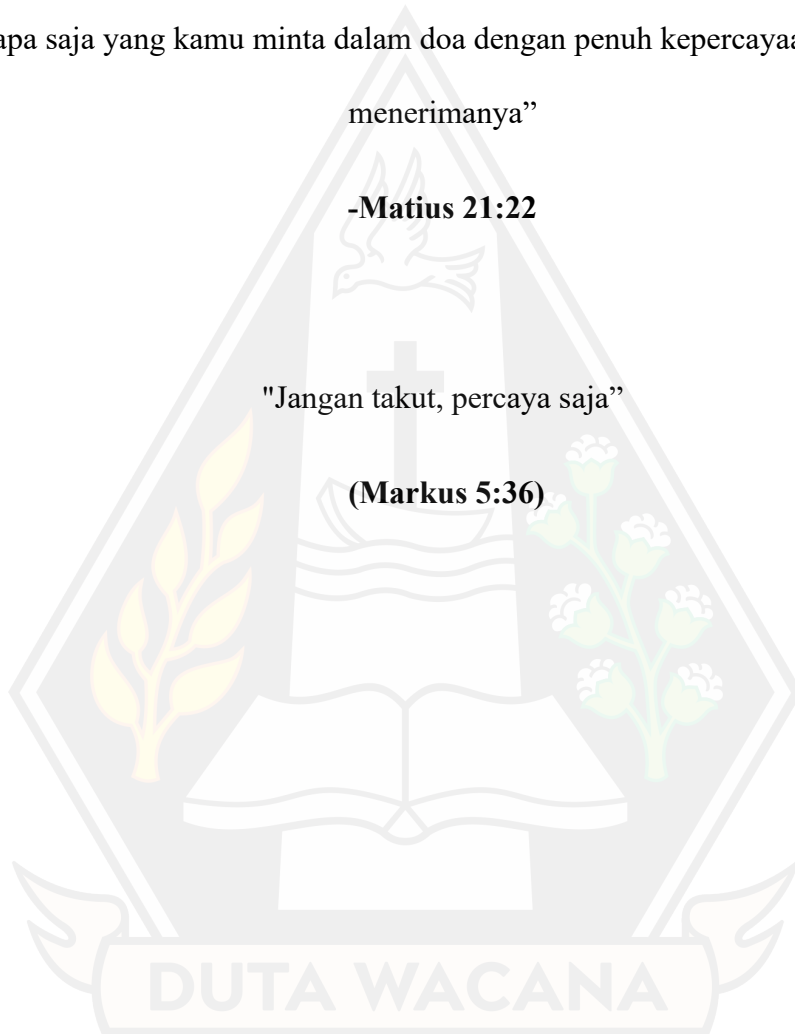 apa saja yang kamu minta dalam doa dengan penuh kepercayaa
menerimanya”
-Matius 21:22
"Jangan takut, percaya saja”
(Markus 5:36)
DUTA WACANA